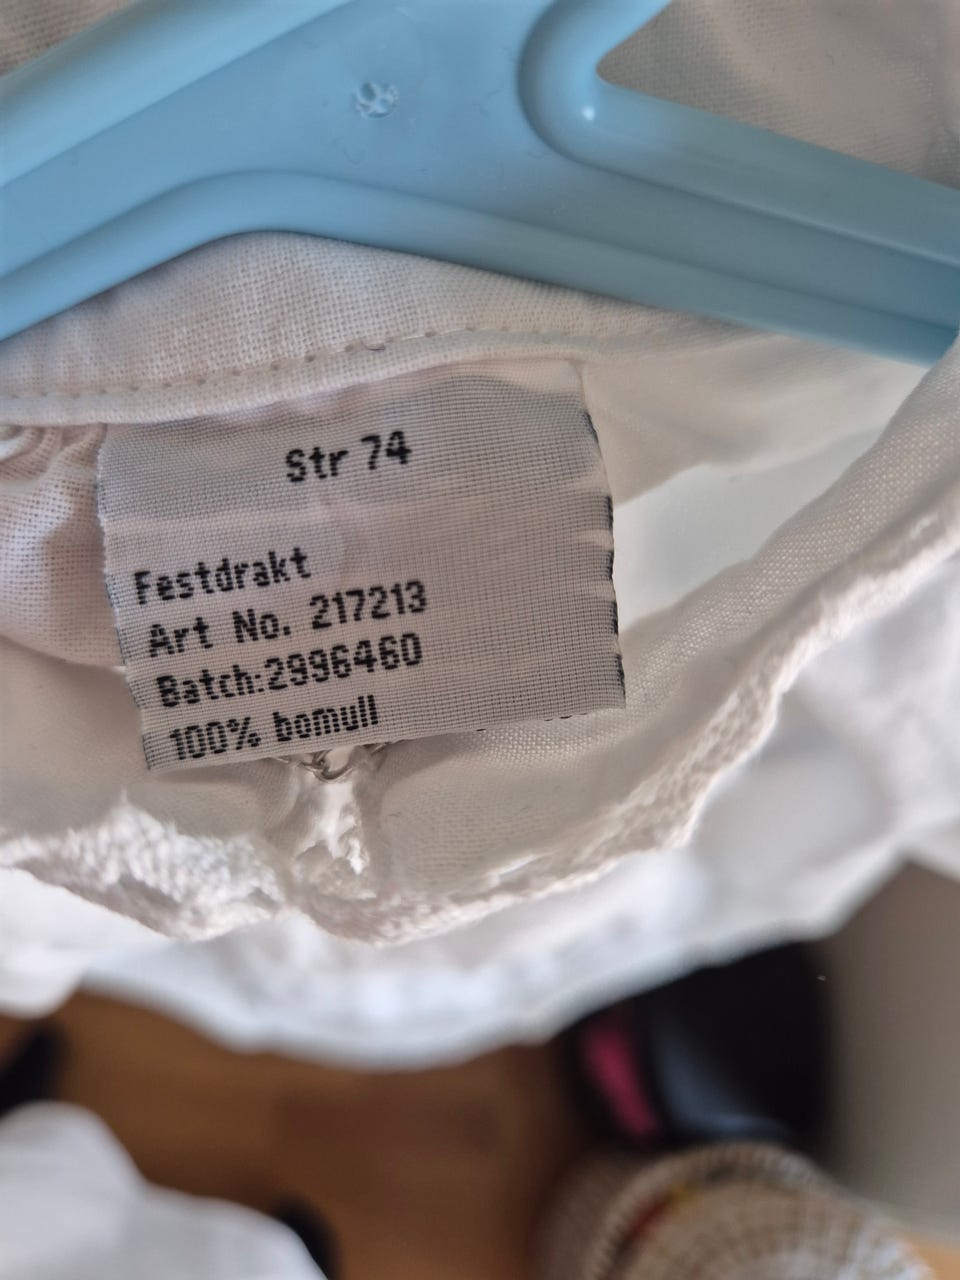 Str 74
Festdrakt
Art No. 217213
Batch:2996460
100% bomull